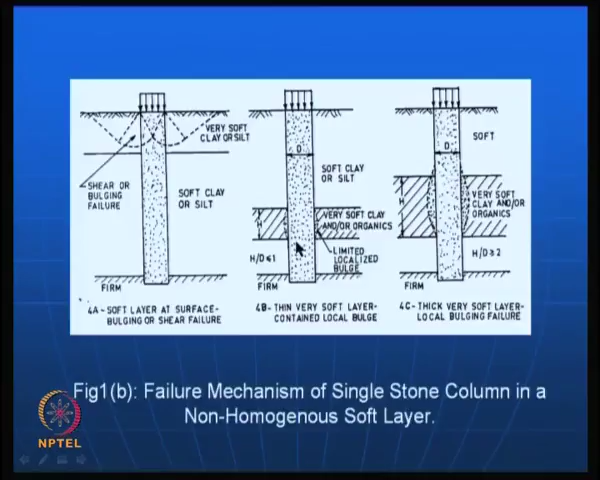 VERY SOFT
CLAY OR SILT
SHEAR OR
BULGING
FAILURE
SOFT CLAY
OR SILT
FIRM
4A-SOFT LAYER AT SURFACE-
BULGING OR SHEAR FAILURE
D
SOFT CLAY
OR SILT
H
VERY SOFT CLAY
AND/OR ORGANICS
H/D≤1
LIMITED
LOCALIZED
BULGE
FIRM
4B-THIN VERY SOFT LAYER-
CONTAINED LOCAL BULGE
SOFT
D
H
VERY SOFT
CLAY AND/OR
ORGANICS
H/D≥2
FIRM
4C-THICK VERY SOFT LAYER-
LOCAL BULGING FAILURE
Fig1(b): Failure Mechanism of Single Stone Column in a
Non-Homogenous Soft Layer.
NPTEL